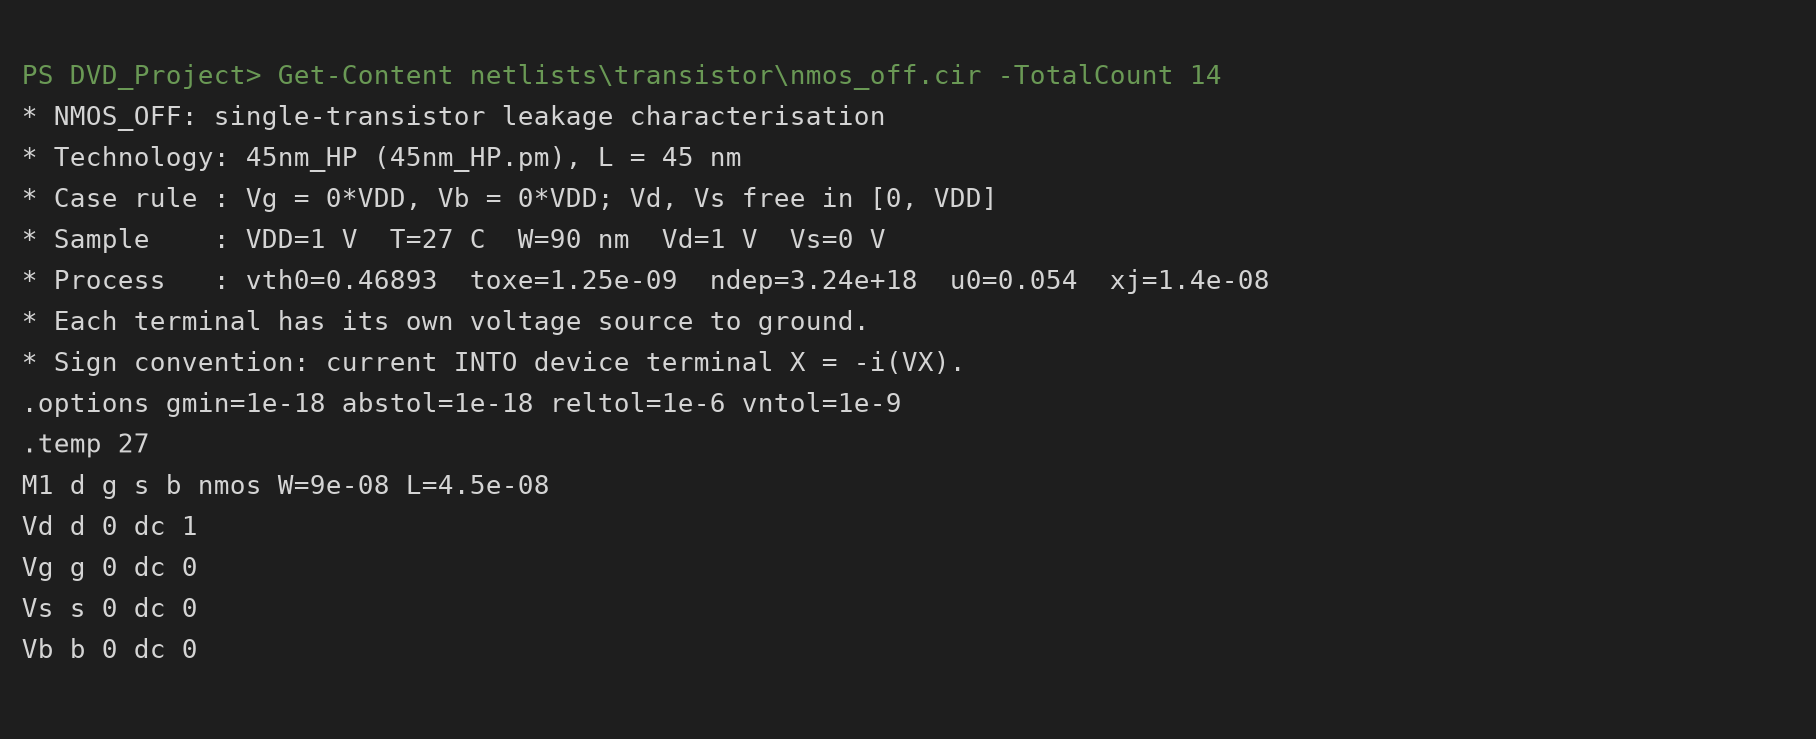 PS DVD_Project> Get-Content netlists\transistor\nmos_off.cir -TotalCount 14
* NMOS_OFF: single-transistor leakage characterisation
* Technology: 45nm_HP (45nm_HP.pm), L = 45 nm
* Case rule : Vg = 0*VDD, Vb = 0*VDD; Vd, Vs free in [0, VDD]
* Sample    : VDD=1 V  T=27 C  W=90 nm  Vd=1 V  Vs=0 V
* Process   : vth0=0.46893  toxe=1.25e-09  ndep=3.24e+18  u0=0.054  xj=1.4e-08
* Each terminal has its own voltage source to ground.
* Sign convention: current INTO device terminal X = -i(VX).
.options gmin=1e-18 abstol=1e-18 reltol=1e-6 vntol=1e-9
.temp 27
M1 d g s b nmos W=9e-08 L=4.5e-08
Vd d 0 dc 1
Vg g 0 dc 0
Vs s 0 dc 0
Vb b 0 dc 0